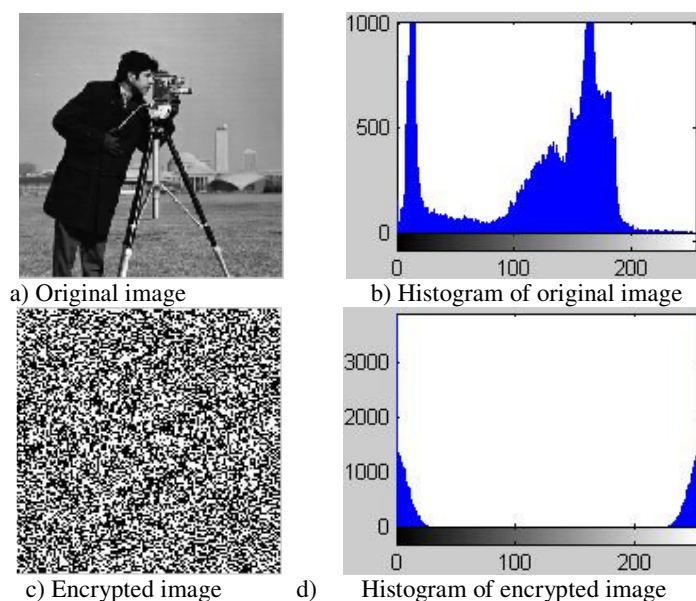 1000
500
0
0 100 200
a) Original image b) Histogram of original image
3000
2000
1000
0
0 100 200
c) Encrypted image d) Histogram of encrypted image